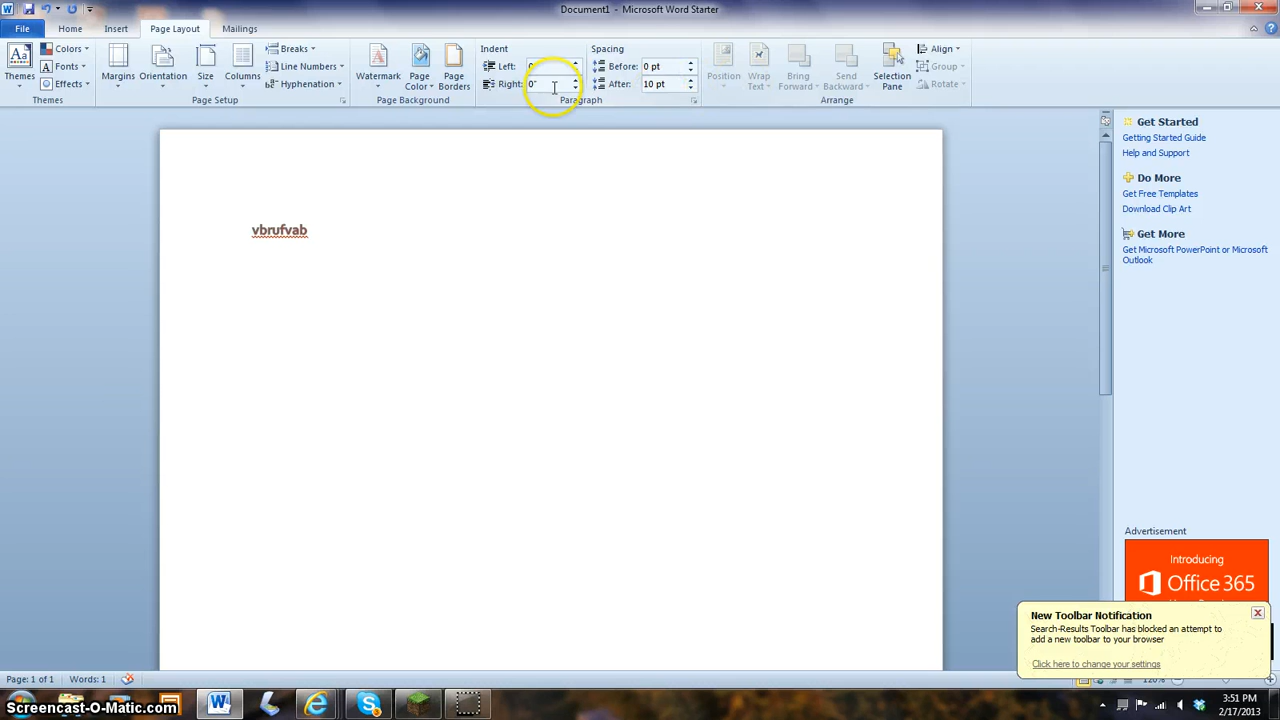 Document1 - Microsoft Word Starter
File Home Insert Page Layout Mailings
Themes
Colors
Fonts
Effects
Themes
Margins
Orientation
Size
Columns
Breaks
Line Numbers
Hyphenation
Page Setup
Watermark
Page Color
Page Borders
Page Background
Indent
Left:
Right: 0"
Spacing
Before: 0 pt
After: 10 pt
Paragraph
Position
Wrap Text
Bring Forward
Send Backward
Selection Pane
Align
Group
Rotate
Arrange
vbrufvab
Get Started
Getting Started Guide
Help and Support
Do More
Get Free Templates
Download Clip Art
Get More
Get Microsoft PowerPoint or Microsoft
Outlook
Advertisement
Introducing
Office 365
New Toolbar Notification
Search-Results Toolbar has blocked an attempt to
add a new toolbar to your browser
Click here to change your settings
Page: 1 of 1 Words: 1
120%
Screencast-O-Matic.com
3:51 PM
2/17/2013